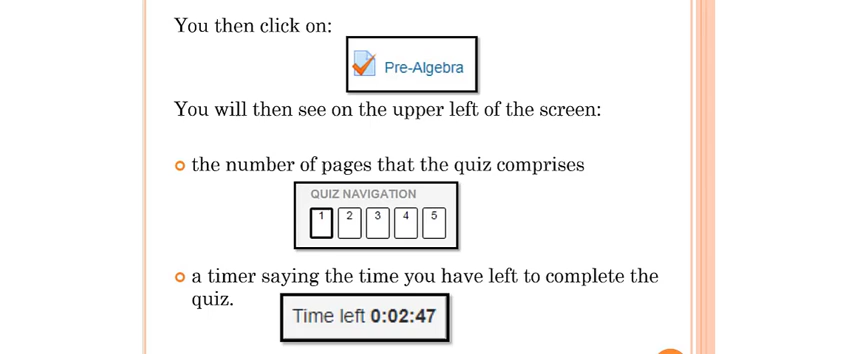 You then click on:
Pre-Algebra
You will then see on the upper left of the screen:
the number of pages that the quiz comprises
QUIZ NAVIGATION
1 2 3 4 5
a timer saying the time you have left to complete the
quiz.
Time left 0:02:47